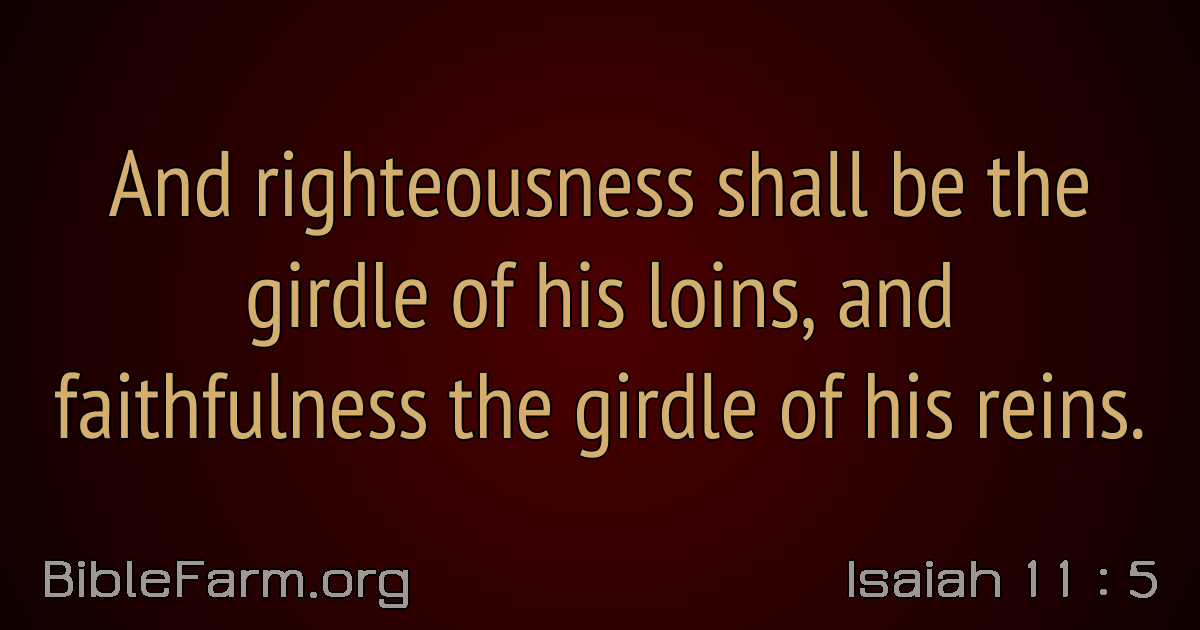 And righteousness shall be the
girdle of his loins, and
faithfulness the girdle of his reins.
BibleFarm.org
Isaiah 11 : 5